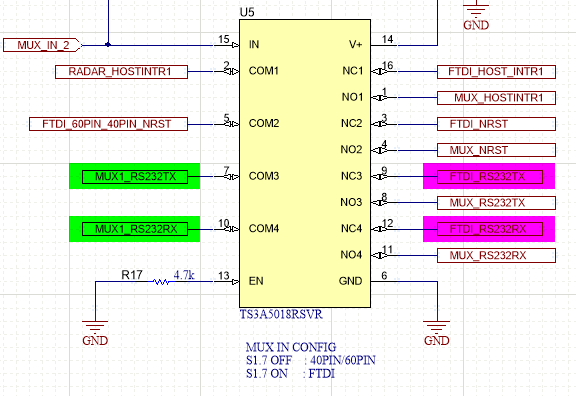 U5
GND
MUX_IN_2
15 IN V+ 14
RADAR_HOSTINTR1 2 COM1 NC1 16 FTDI_HOST_INTR1
NO1 1 MUX_HOSTINTR1
FTDI_60PIN_40PIN_NRST 5 COM2 NC2 3 FTDI_NRST
NO2 4 MUX_NRST
MUX1_RS232TX 7 COM3 NC3 9 FTDI_RS232TX
NO3 8 MUX_RS232TX
MUX1_RS232RX 10 COM4 NC4 12 FTDI_RS232RX
NO4 11 MUX_RS232RX
R17 4.7k 13 EN GND 6
TS3A5018RSVR
GND
GND
MUX IN CONFIG
S1.7 OFF : 40PIN/60PIN
S1.7 ON : FTDI